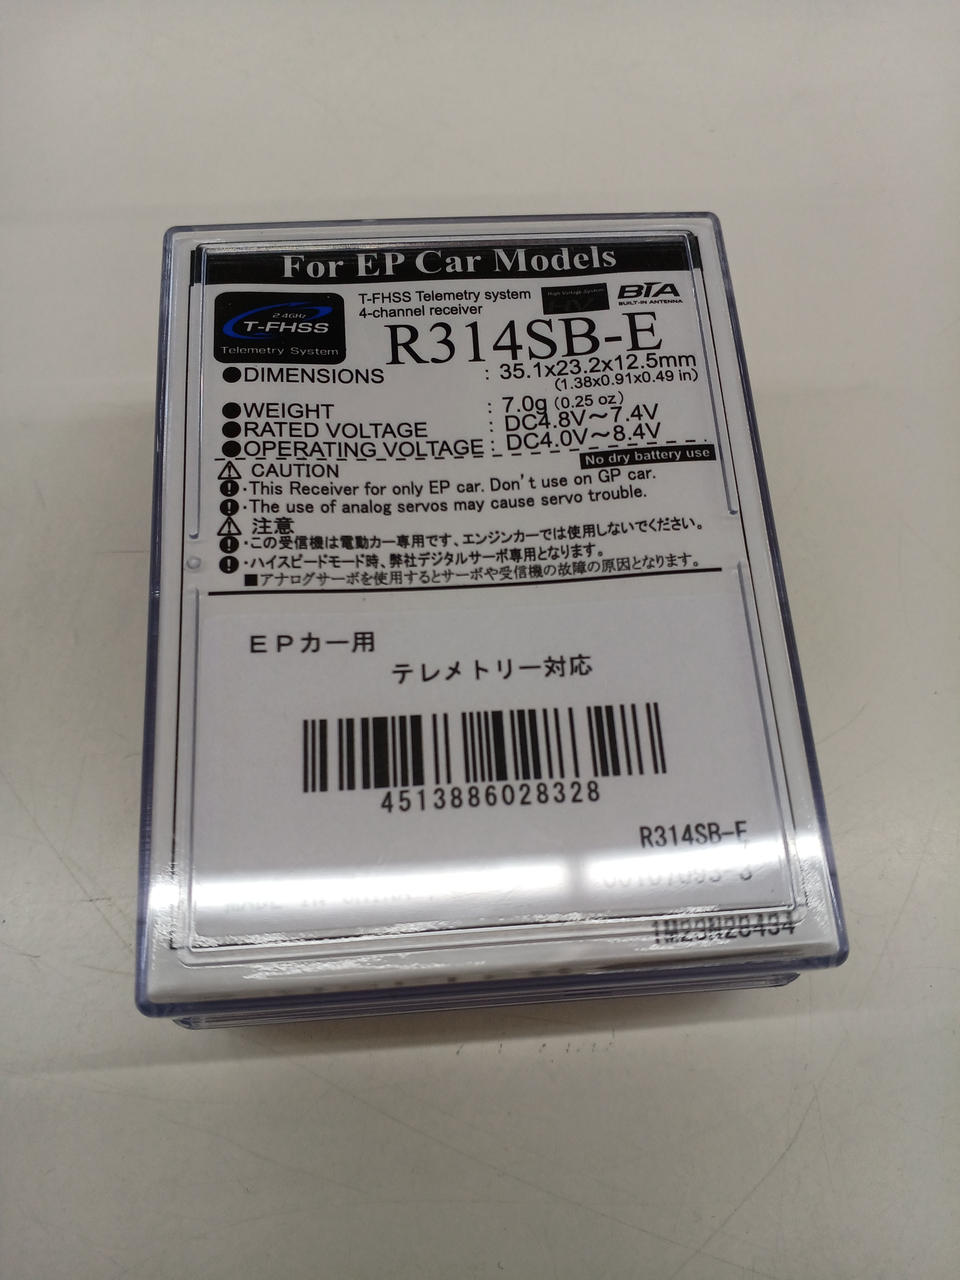 For EP Car Models
2.4GHz
T-FHSS
Telemetry System
T-FHSS Telemetry system
4-channel receiver
High Voltage System
HV
BIA
BUILT-IN ANTENNA
R314SB-E
●DIMENSIONS : 35.1x23.2x12.5mm
(1.38x0.91x0.49 in)
●WEIGHT : 7.0g (0.25 oz)
●RATED VOLTAGE : DC4.8V～7.4V
●OPERATING VOLTAGE : DC4.0V～8.4V
No dry battery use
CAUTION
・This Receiver for only EP car. Don't use on GP car.
・The use of analog servos may cause servo trouble.
注意
・この受信機は電動カー専用です、エンジンカーでは使用しないでください。
・ハイスピードモード時、弊社デジタルサーボ専用となります。
■アナログサーボを使用するとサーボや受信機の故障の原因となります。
EPカー用
テレメトリー対応
4513886028328
R314SB-E
MADE IN CHINA